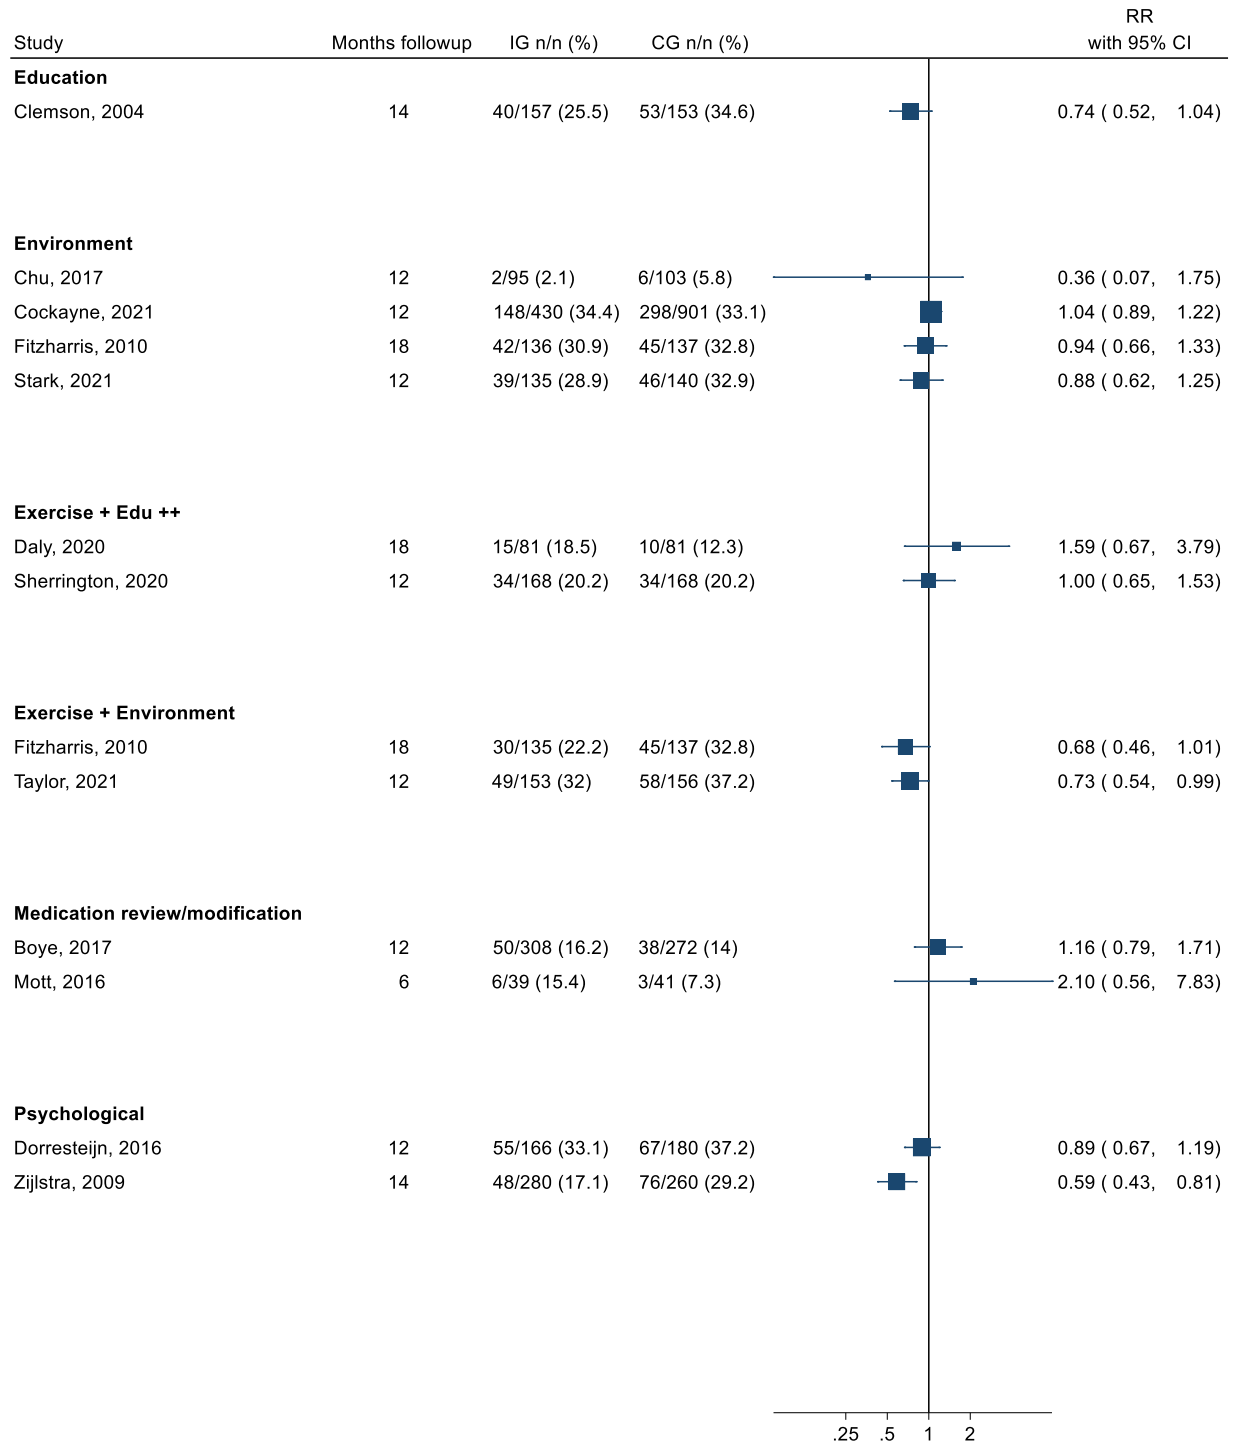 RR
Study Months followup IG n/n (%) CG n/n (%) with 95% CI
Education
Clemson, 2004 14 40/157 (25.5) 53/153 (34.6) 0.74 ( 0.52, 1.04)
Environment
Chu, 2017 12 2/95 (2.1) 6/103 (5.8) 0.36 ( 0.07, 1.75)
Cockayne, 2021 12 148/430 (34.4) 298/901 (33.1) 1.04 ( 0.89, 1.22)
Fitzharris, 2010 18 42/136 (30.9) 45/137 (32.8) 0.94 ( 0.66, 1.33)
Stark, 2021 12 39/135 (28.9) 46/140 (32.9) 0.88 ( 0.62, 1.25)
Exercise + Edu ++
Daly, 2020 18 15/81 (18.5) 10/81 (12.3) 1.59 ( 0.67, 3.79)
Sherrington, 2020 12 34/168 (20.2) 34/168 (20.2) 1.00 ( 0.65, 1.53)
Exercise + Environment
Fitzharris, 2010 18 30/135 (22.2) 45/137 (32.8) 0.68 ( 0.46, 1.01)
Taylor, 2021 12 49/153 (32) 58/156 (37.2) 0.73 ( 0.54, 0.99)
Medication review/modification
Boye, 2017 12 50/308 (16.2) 38/272 (14) 1.16 ( 0.79, 1.71)
Mott, 2016 6 6/39 (15.4) 3/41 (7.3) 2.10 ( 0.56, 7.83)
Psychological
Dorresteijn, 2016 12 55/166 (33.1) 67/180 (37.2) 0.89 ( 0.67, 1.19)
Zijlstra, 2009 14 48/280 (17.1) 76/260 (29.2) 0.59 ( 0.43, 0.81)
.25 .5 1 2